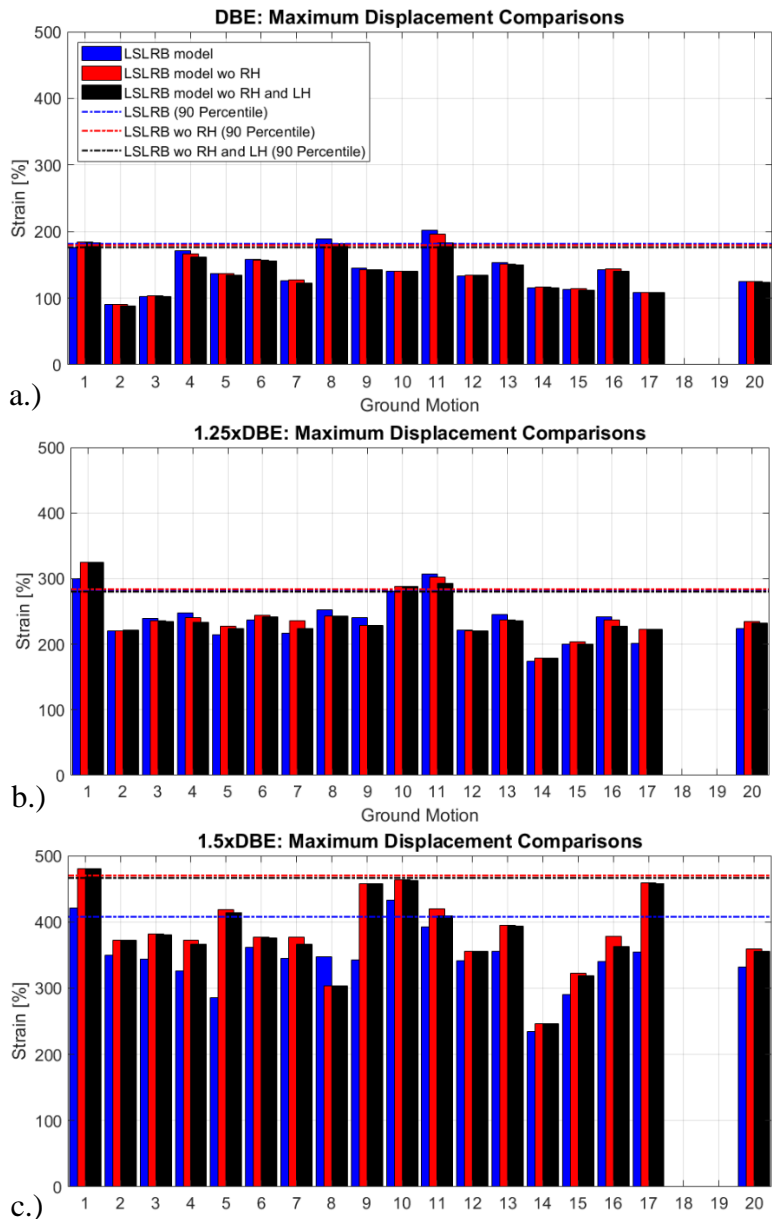 DBE: Maximum Displacement Comparisons
500
400
300
200
100
0
Strain [%]
LSLRB model
LSLRB model wo RH
LSLRB model wo RH and LH
LSLRB (90 Percentile)
LSLRB wo RH (90 Percentile)
LSLRB wo RH and LH (90 Percentile)
1 2 3 4 5 6 7 8 9 10 11 12 13 14 15 16 17 18 19 20
Ground Motion
a.)
1.25xDBE: Maximum Displacement Comparisons
500
400
300
200
100
0
Strain [%]
1 2 3 4 5 6 7 8 9 10 11 12 13 14 15 16 17 18 19 20
Ground Motion
b.)
1.5xDBE: Maximum Displacement Comparisons
500
400
300
200
100
0
Strain [%]
1 2 3 4 5 6 7 8 9 10 11 12 13 14 15 16 17 18 19 20
c.)